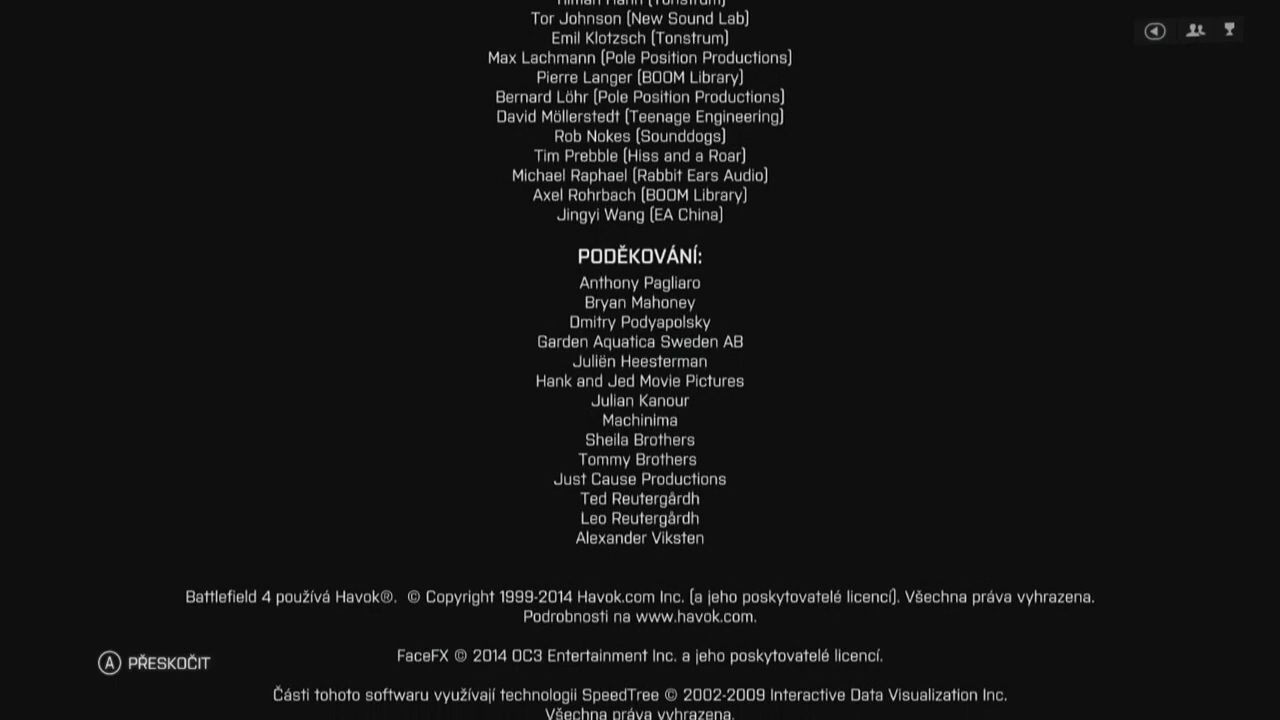 Tilman Hahn (Tonstrum)
Tor Johnson (New Sound Lab)
Emil Klotzsch (Tonstrum)
Max Lachmann (Pole Position Productions)
Pierre Langer (BOOM Library)
Bernard Löhr (Pole Position Productions)
David Möllerstedt (Teenage Engineering)
Rob Nokes (Sounddogs)
Tim Prebble (Hiss and a Roar)
Michael Raphael (Rabbit Ears Audio)
Axel Rohrbach (BOOM Library)
Jingyi Wang (EA China)
PODĚKOVÁNÍ:
Anthony Pagliaro
Bryan Mahoney
Dmitry Podyapolsky
Garden Aquatica Sweden AB
Juliën Heesterman
Hank and Jed Movie Pictures
Julian Kanour
Machinima
Sheila Brothers
Tommy Brothers
Just Cause Productions
Ted Reutergårdh
Leo Reutergårdh
Alexander Viksten
Battlefield 4 používá Havok®. © Copyright 1999-2014 Havok.com Inc. (a jeho poskytovatelé licencí). Všechna práva vyhrazena.
Podrobnosti na www.havok.com.
A PŘESKOČIT
FaceFX © 2014 OC3 Entertainment Inc. a jeho poskytovatelé licencí.
Části tohoto softwaru využívají technologii SpeedTree © 2002-2009 Interactive Data Visualization Inc.
Všechna práva vyhrazena.